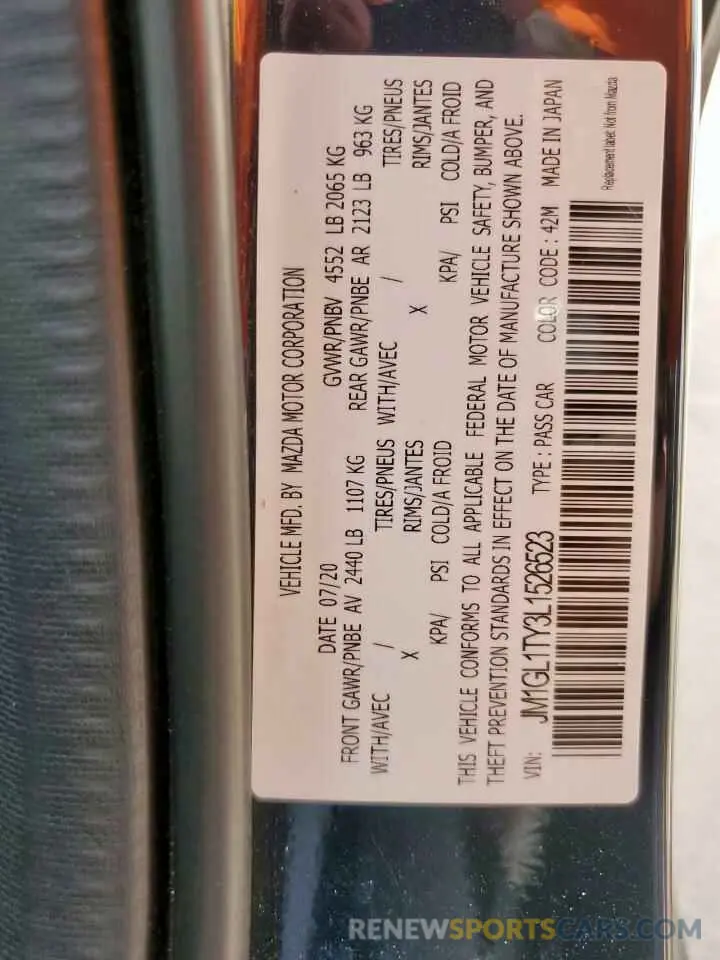 VEHICLE MFD. BY MAZDA MOTOR CORPORATION
DATE 07/20 GVWR/PNBV 4552 LB 2065 KG
FRONT GAWR/PNBE AV 2440 LB 1107 KG REAR GAWR/PNBE AR 2123 LB 963 KG
WITH/AVEC / TIRES/PNEUS WITH/AVEC / TIRES/PNEUS
X RIMS/JANTES X RIMS/JANTES
KPA/ PSI COLD/A FROID KPA/ PSI COLD/A FROID
THIS VEHICLE CONFORMS TO ALL APPLICABLE FEDERAL MOTOR VEHICLE SAFETY, BUMPER, AND
THEFT PREVENTION STANDARDS IN EFFECT ON THE DATE OF MANUFACTURE SHOWN ABOVE.
VIN: JM1GL1TY3L1526523 TYPE : PASS CAR COLOR CODE : 42M MADE IN JAPAN
Replacement label: Not from Mazda
RENEWSPORTSCARS.COM